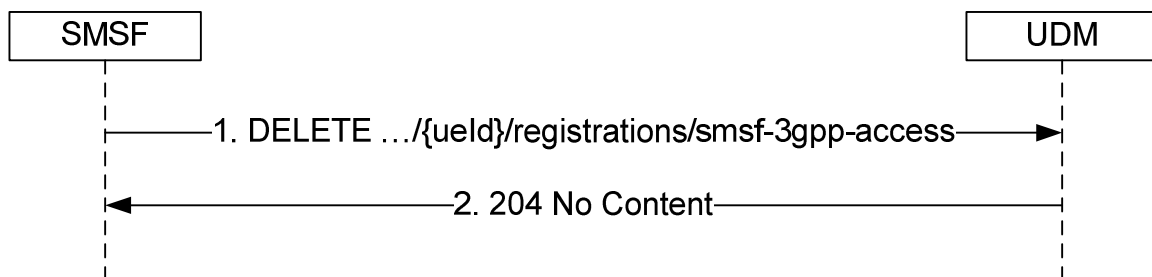 SMSF
UDM
1. DELETE …/{ueId}/registrations/smsf-3gpp-access
2. 204 No Content